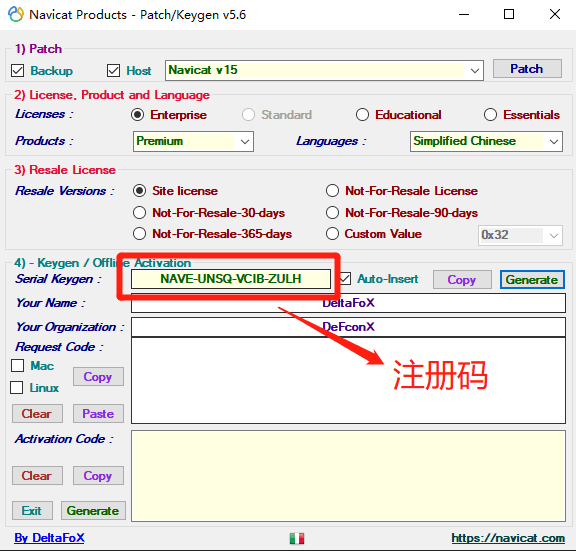 Navicat Products - Patch/Keygen v5.6
1) Patch
Backup Host Navicat v15 Patch
2) License, Product and Language
Licenses : Enterprise Standard Educational Essentials
Products : Premium Languages : Simplified Chinese
3) Resale License
Resale Versions : Site license Not-For-Resale License
Not-For-Resale-30-days Not-For-Resale-90-days
Not-For-Resale-365-days Custom Value 0x32
4) - Keygen / Offline Activation
Serial Keygen : NAVE-UNSQ-VCIB-ZULH Auto-Insert Copy Generate
Your Name : DeltaFoX
Your Organization : DeFconX
Request Code :
Mac
Copy
Linux
注册码
Clear Paste
Activation Code :
Clear Copy
Exit Generate
By DeltaFoX https://navicat.com